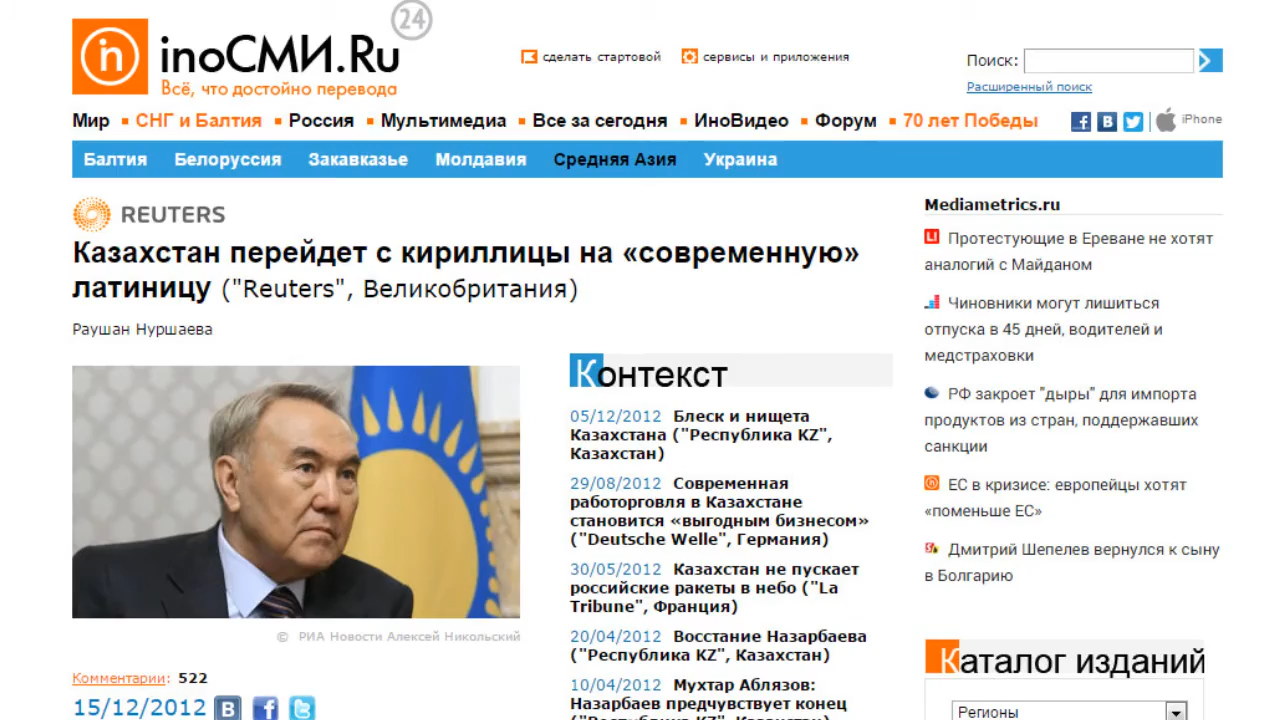 24
inoСМИ.Ru
Всё, что достойно перевода
сделать стартовой
сервисы и приложения
Поиск:
Расширенный поиск
Мир СНГ и Балтия Россия Мультимедиа Все за сегодня ИноВидео Форум 70 лет Победы
iPhone
Балтия Белоруссия Закавказье Молдавия Средняя Азия Украина
REUTERS
Казахстан перейдет с кириллицы на «современную»
латиницу ("Reuters", Великобритания)
Раушан Нуршаева
© РИА Новости Алексей Никольский
Комментарии: 522
15/12/2012
Контекст
05/12/2012 Блеск и нищета
Казахстана ("Республика KZ",
Казахстан)
29/08/2012 Современная
работорговля в Казахстане
становится «выгодным бизнесом»
("Deutsche Welle", Германия)
30/05/2012 Казахстан не пускает
российские ракеты в небо ("La
Tribune", Франция)
20/04/2012 Восстание Назарбаева
("Республика KZ", Казахстан)
10/04/2012 Мухтар Аблязов:
Назарбаев предчувствует конец
("Республика KZ", Казахстан)
Mediametrics.ru
Протестующие в Ереване не хотят
аналогий с Майданом
Чиновники могут лишиться
отпуска в 45 дней, водителей и
медстраховки
РФ закроет "дыры" для импорта
продуктов из стран, поддержавших
санкции
ЕС в кризисе: европейцы хотят
«поменьше ЕС»
Дмитрий Шепелев вернулся к сыну
в Болгарию
Каталог изданий
Регионы